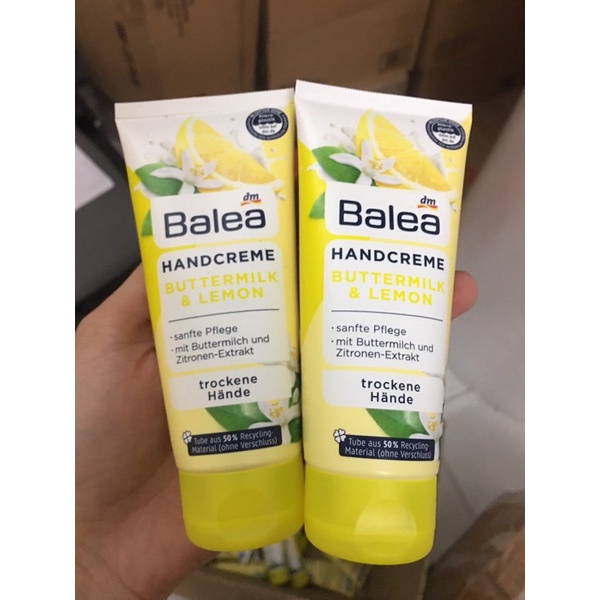 dm
Balea
HANDCREME
BUTTERMILK
& LEMON
· sanfte Pflege
· mit Buttermilch und
Zitronen-Extrakt
trockene
Hände
Tube aus 50% Recycling-
Material (ohne Verschluss)
dm
Balea
HANDCREME
BUTTERMILK
& LEMON
· sanfte Pflege
· mit Buttermilch und
Zitronen-Extrakt
trockene
Hände
Tube aus 50% Recycling-
Material (ohne Verschluss)